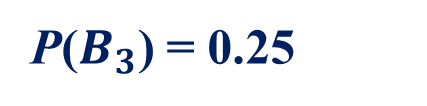 P(B₃) = 0.25